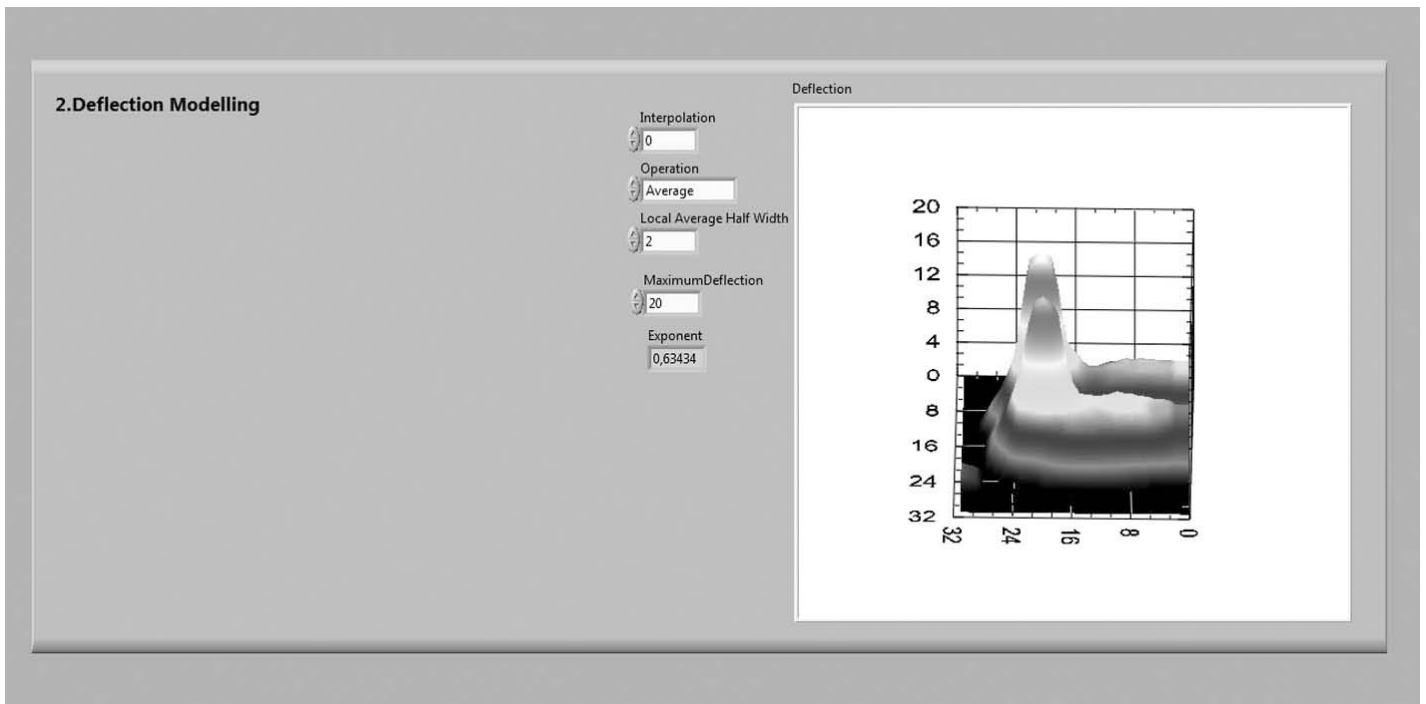 2.Deflection Modelling
Interpolation
0
Operation
Average
Local Average Half Width
2
MaximumDeflection
20
Exponent
0,63434
Deflection
20
16
12
8
4
0
8
16
24
32
32 24 16 8 0